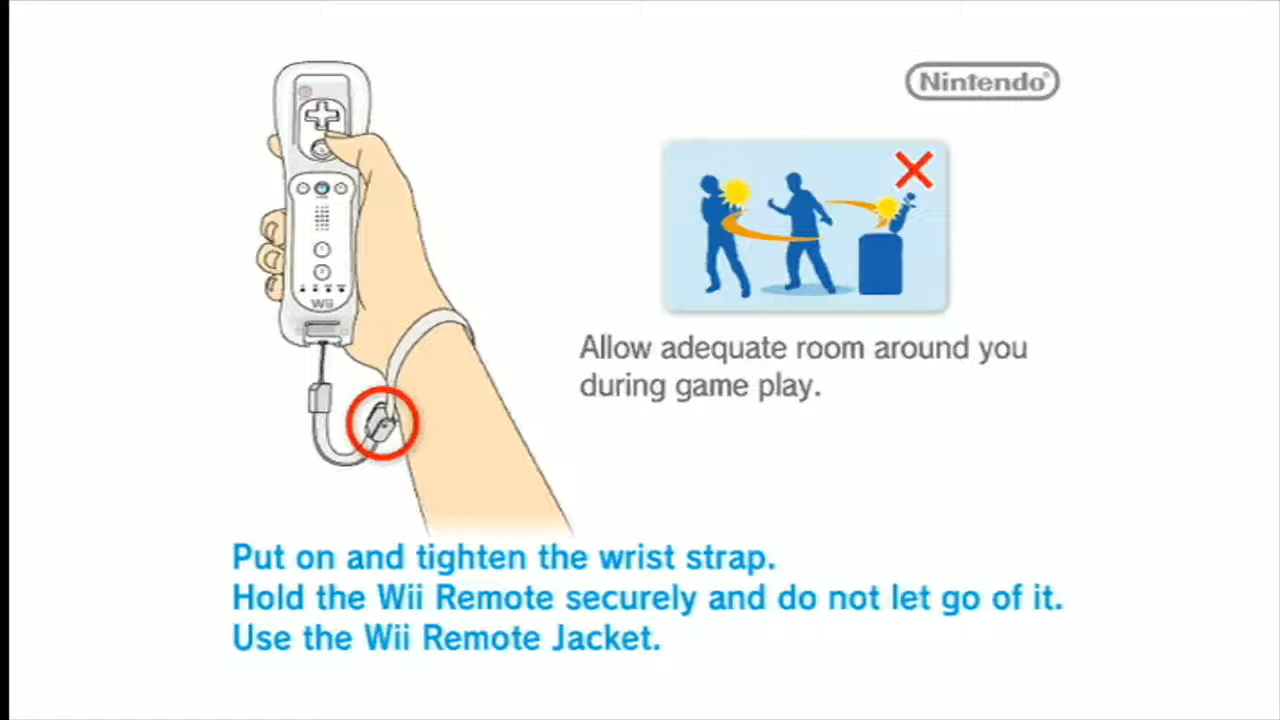 Nintendo®
Allow adequate room around you
during game play.
Wii
Put on and tighten the wrist strap.
Hold the Wii Remote securely and do not let go of it.
Use the Wii Remote Jacket.